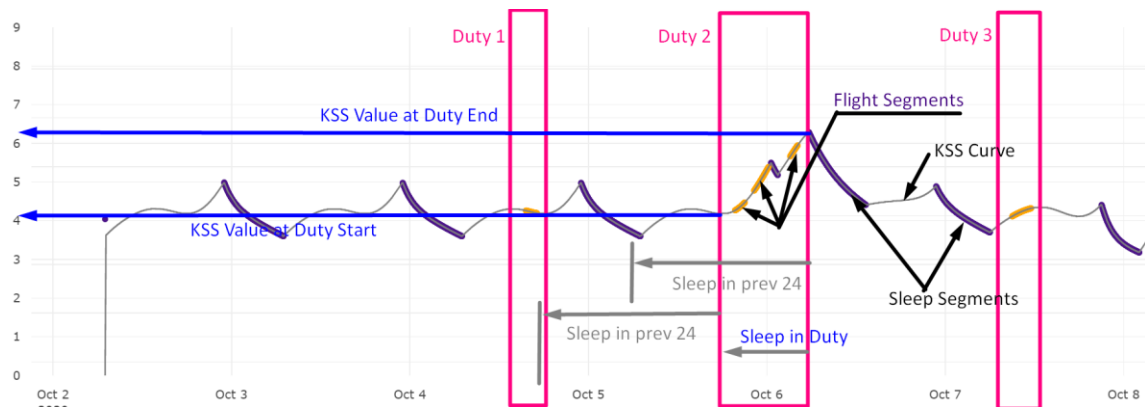 9
Duty 1
Duty 2
Duty 3
8
7
Flight Segments
KSS Value at Duty End
6
KSS Curve
5
4
KSS Value at Duty Start
3
Sleep in prev 24
Sleep Segments
2
Sleep in prev 24
Sleep in Duty
1
0
Oct 2
Oct 3
Oct 4
Oct 5
Oct 6
Oct 7
Oct 8